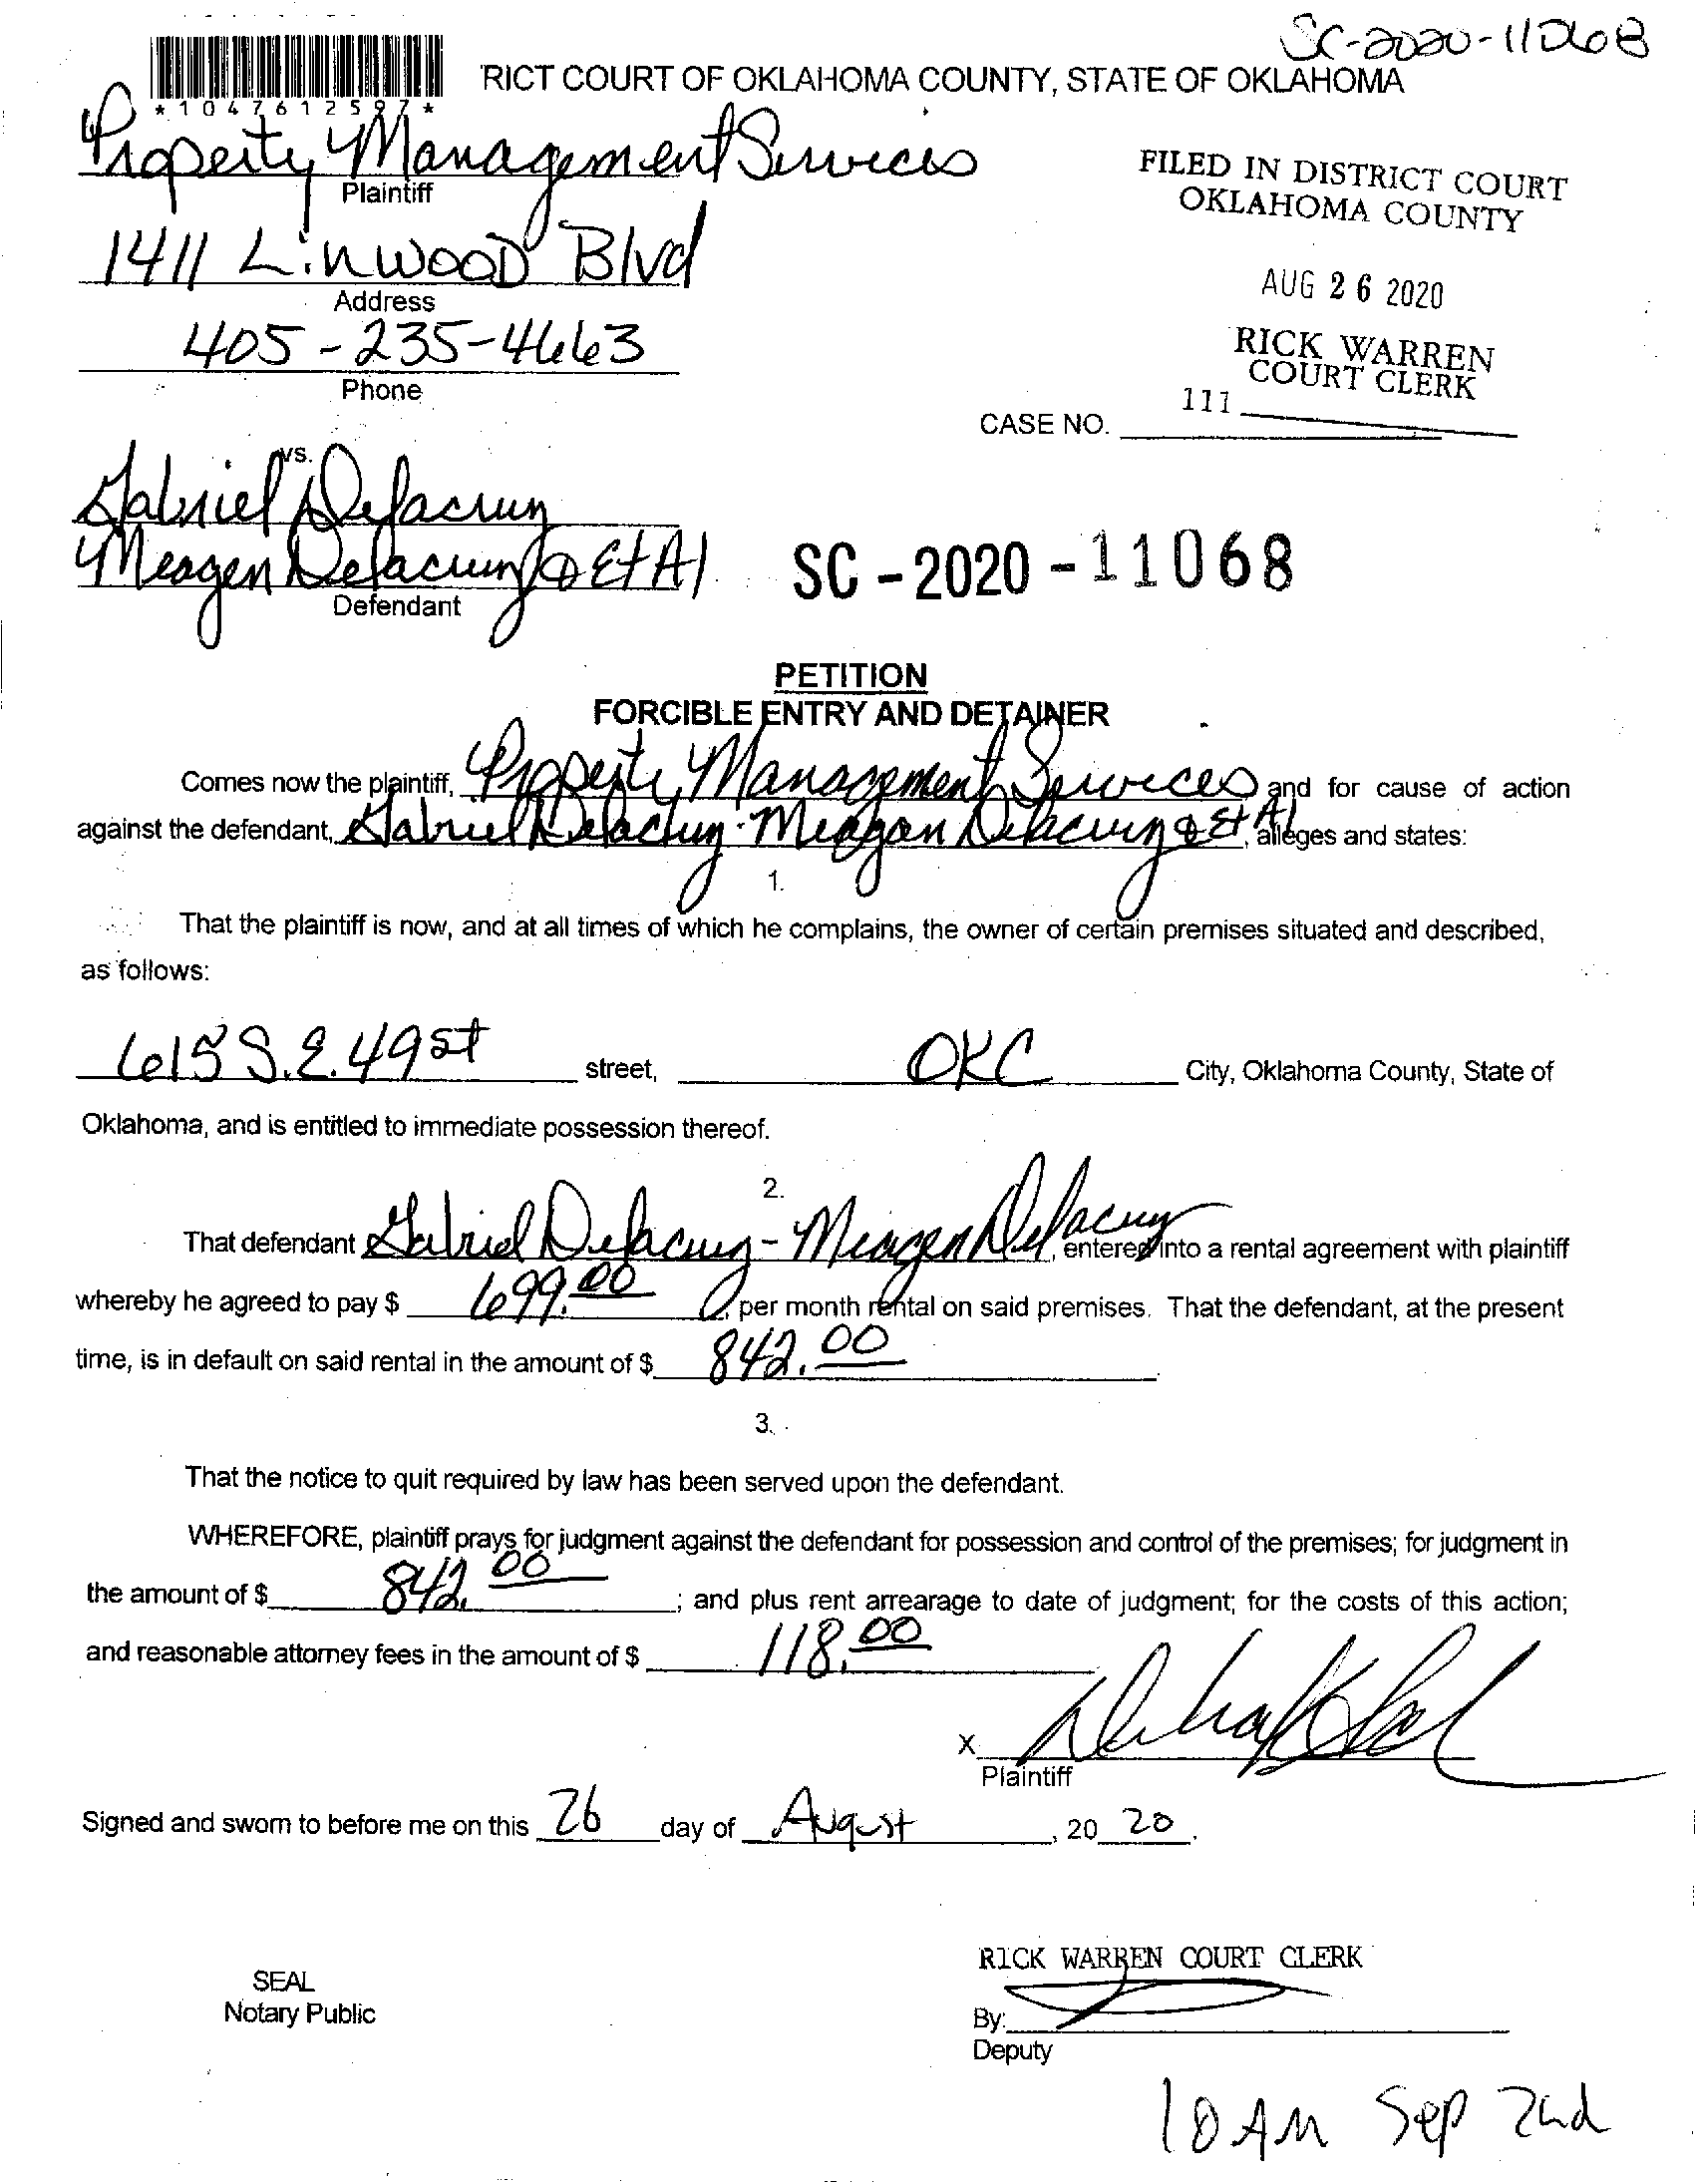 SC-2020-11068
RICT COURT OF OKLAHOMA COUNTY, STATE OF OKLAHOMA
*1047612597*
Property Management Services
Plaintiff
FILED IN DISTRICT COURT
OKLAHOMA COUNTY
1411 Linwood Blvd
Address
AUG 26 2020
405-235-4663
Phone
RICK WARREN
COURT CLERK
111
CASE NO.
vs.
Gabriel Delacruz
Meagen Delacruz & Et Al
Defendant
SC-2020-11068
PETITION
FORCIBLE ENTRY AND DETAINER
Comes now the plaintiff, Property Management Services and for cause of action
against the defendant, Gabriel Delacruz - Meagan Delacruz & Et Al, alleges and states:
1.
That the plaintiff is now, and at all times of which he complains, the owner of certain premises situated and described,
as follows:
615 S.E. 49 St street, OKC City, Oklahoma County, State of
Oklahoma, and is entitled to immediate possession thereof.
2.
That defendant Gabriel Delacruz - Meagen Delacruz, entered into a rental agreement with plaintiff
whereby he agreed to pay $ 699.00, per month rental on said premises. That the defendant, at the present
time, is in default on said rental in the amount of $ 842.00.
3.
That the notice to quit required by law has been served upon the defendant.
WHEREFORE, plaintiff prays for judgment against the defendant for possession and control of the premises; for judgment in
the amount of $ 842.00; and plus rent arrearage to date of judgment; for the costs of this action;
and reasonable attorney fees in the amount of $ 118.00
X
Plaintiff
Signed and sworn to before me on this 26 day of August, 20 20.
RICK WARREN COURT CLERK
SEAL
Notary Public
By:
Deputy
10 AM Sep 2nd